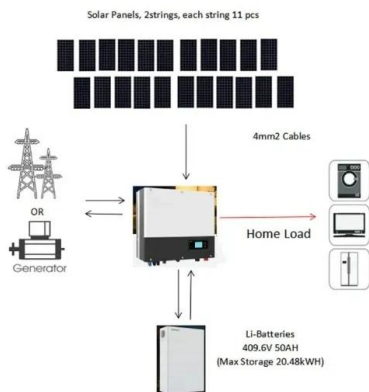 Solar Panels, 2strings, each string 11 pcs
4mm2 Cables
OR
Generator
Home Load
Li-Batteries
409.6V 50AH
(Max Storage 20.48kWH)